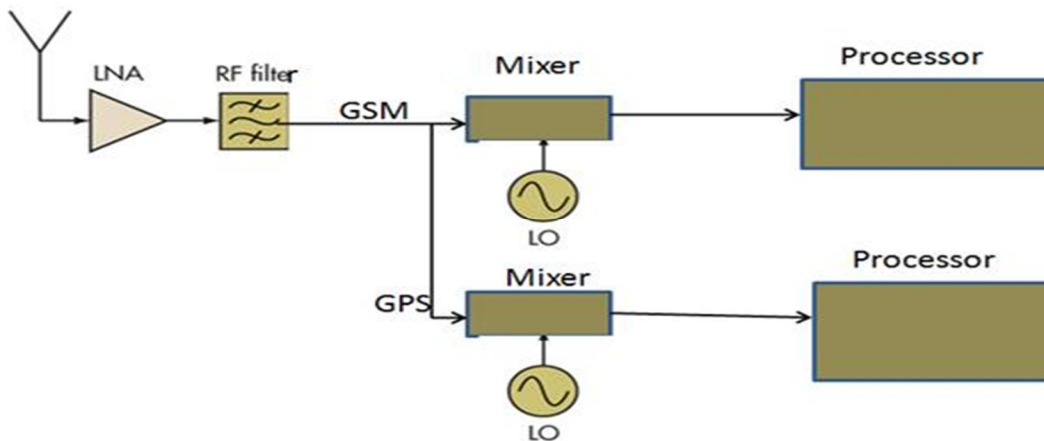 LNA
RF filter
GSM
Mixer
Processor
LO
GPS
Mixer
Processor
LO